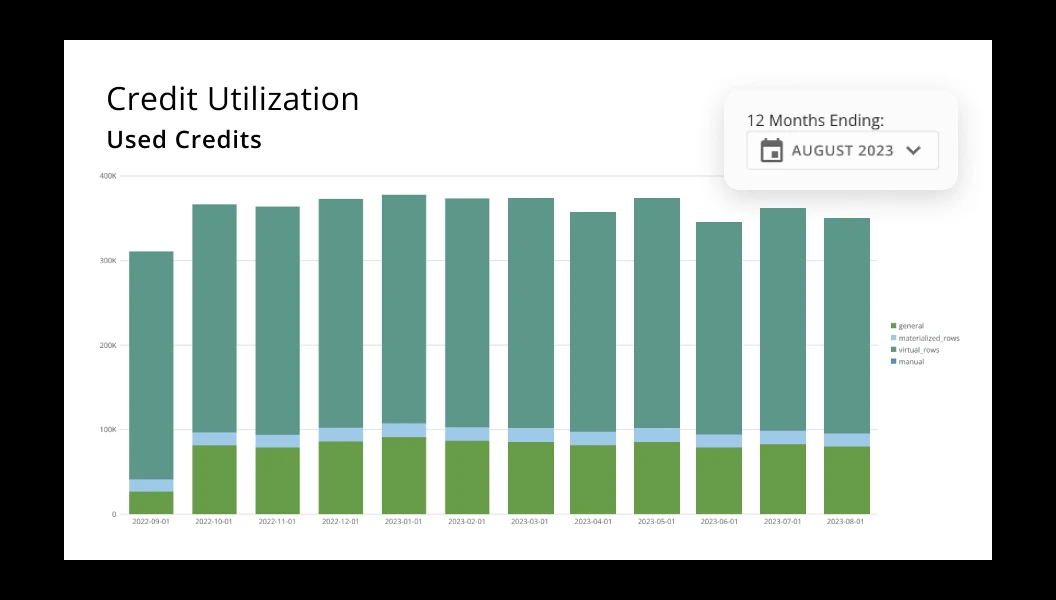 Credit Utilization
Used Credits
12 Months Ending:
AUGUST 2023
400K
300K
200K
100K
0
2022-09-01 2022-10-01 2022-11-01 2022-12-01 2023-01-01 2023-02-01 2023-03-01 2023-04-01 2023-05-01 2023-06-01 2023-07-01 2023-08-01
general
materialized_rows
virtual_rows
manual